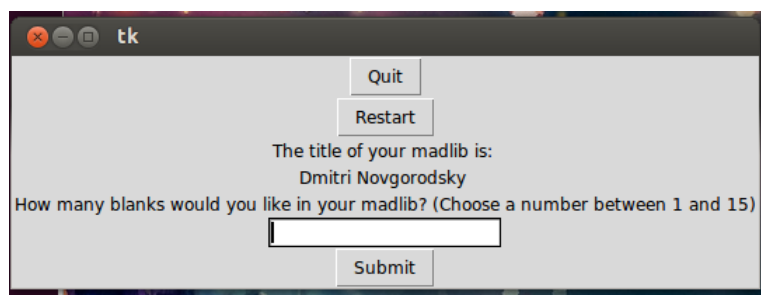 tk
Quit
Restart
The title of your madlib is:
Dmitri Novgorodsky
How many blanks would you like in your madlib? (Choose a number between 1 and 15)
Submit